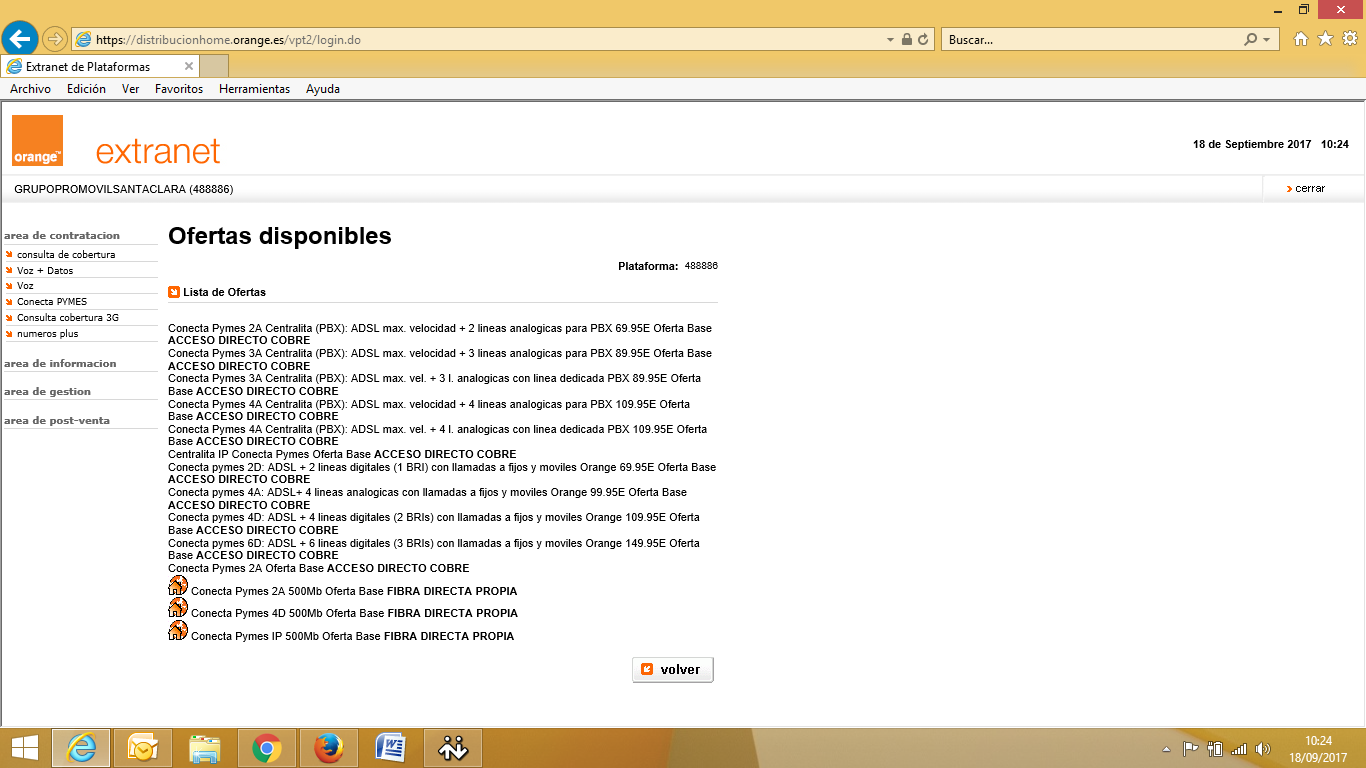 https://distribucionhome.orange.es/vpt2/login.do
Buscar...
Extranet de Plataformas
Archivo Edición Ver Favoritos Herramientas Ayuda
orange™
extranet
18 de Septiembre 2017 10:24
GRUPOPROMOVILSANTACLARA (488886)
cerrar
area de contratacion
consulta de cobertura
Voz + Datos
Voz
Conecta PYMES
Consulta cobertura 3G
numeros plus
area de informacion
area de gestion
area de post-venta
Ofertas disponibles
Plataforma: 488886
Lista de Ofertas
Conecta Pymes 2A Centralita (PBX): ADSL max. velocidad + 2 lineas analogicas para PBX 69.95E Oferta Base
ACCESO DIRECTO COBRE
Conecta Pymes 3A Centralita (PBX): ADSL max. velocidad + 3 lineas analogicas para PBX 89.95E Oferta Base
ACCESO DIRECTO COBRE
Conecta Pymes 3A Centralita (PBX): ADSL max. vel. + 3 l. analogicas con linea dedicada PBX 89.95E Oferta
Base ACCESO DIRECTO COBRE
Conecta Pymes 4A Centralita (PBX): ADSL max. velocidad + 4 lineas analogicas para PBX 109.95E Oferta
Base ACCESO DIRECTO COBRE
Conecta Pymes 4A Centralita (PBX): ADSL max. vel. + 4 l. analogicas con linea dedicada PBX 109.95E Oferta
Base ACCESO DIRECTO COBRE
Centralita IP Conecta Pymes Oferta Base ACCESO DIRECTO COBRE
Conecta pymes 2D: ADSL + 2 lineas digitales (1 BRI) con llamadas a fijos y moviles Orange 69.95E Oferta Base
ACCESO DIRECTO COBRE
Conecta pymes 4A: ADSL+ 4 lineas analogicas con llamadas a fijos y moviles Orange 99.95E Oferta Base
ACCESO DIRECTO COBRE
Conecta pymes 4D: ADSL + 4 lineas digitales (2 BRIs) con llamadas a fijos y moviles Orange 109.95E Oferta
Base ACCESO DIRECTO COBRE
Conecta pymes 6D: ADSL + 6 lineas digitales (3 BRIs) con llamadas a fijos y moviles Orange 149.95E Oferta
Base ACCESO DIRECTO COBRE
Conecta Pymes 2A Oferta Base ACCESO DIRECTO COBRE
Conecta Pymes 2A 500Mb Oferta Base FIBRA DIRECTA PROPIA
Conecta Pymes 4D 500Mb Oferta Base FIBRA DIRECTA PROPIA
Conecta Pymes IP 500Mb Oferta Base FIBRA DIRECTA PROPIA
volver
10:24
18/09/2017